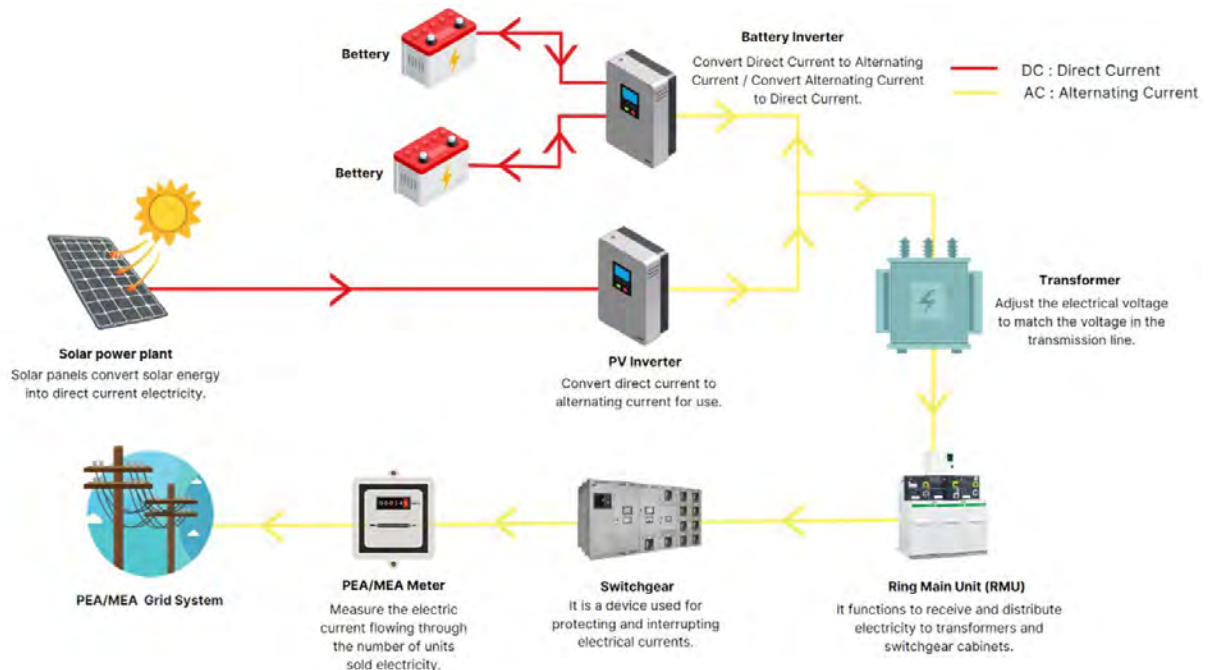 Bettery
Battery Inverter
Convert Direct Current to Alternating
Current / Convert Alternating Current
to Direct Current.
DC : Direct Current
AC : Alternating Current
Bettery
Solar power plant
Solar panels convert solar energy
into direct current electricity.
PV Inverter
Convert direct current to
alternating current for use.
Transformer
Adjust the electrical voltage
to match the voltage in the
transmission line.
PEA/MEA Grid System
PEA/MEA Meter
Measure the electric
current flowing through
the number of units
sold electricity.
Switchgear
It is a device used for
protecting and interrupting
electrical currents.
Ring Main Unit (RMU)
It functions to receive and distribute
electricity to transformers and
switchgear cabinets.